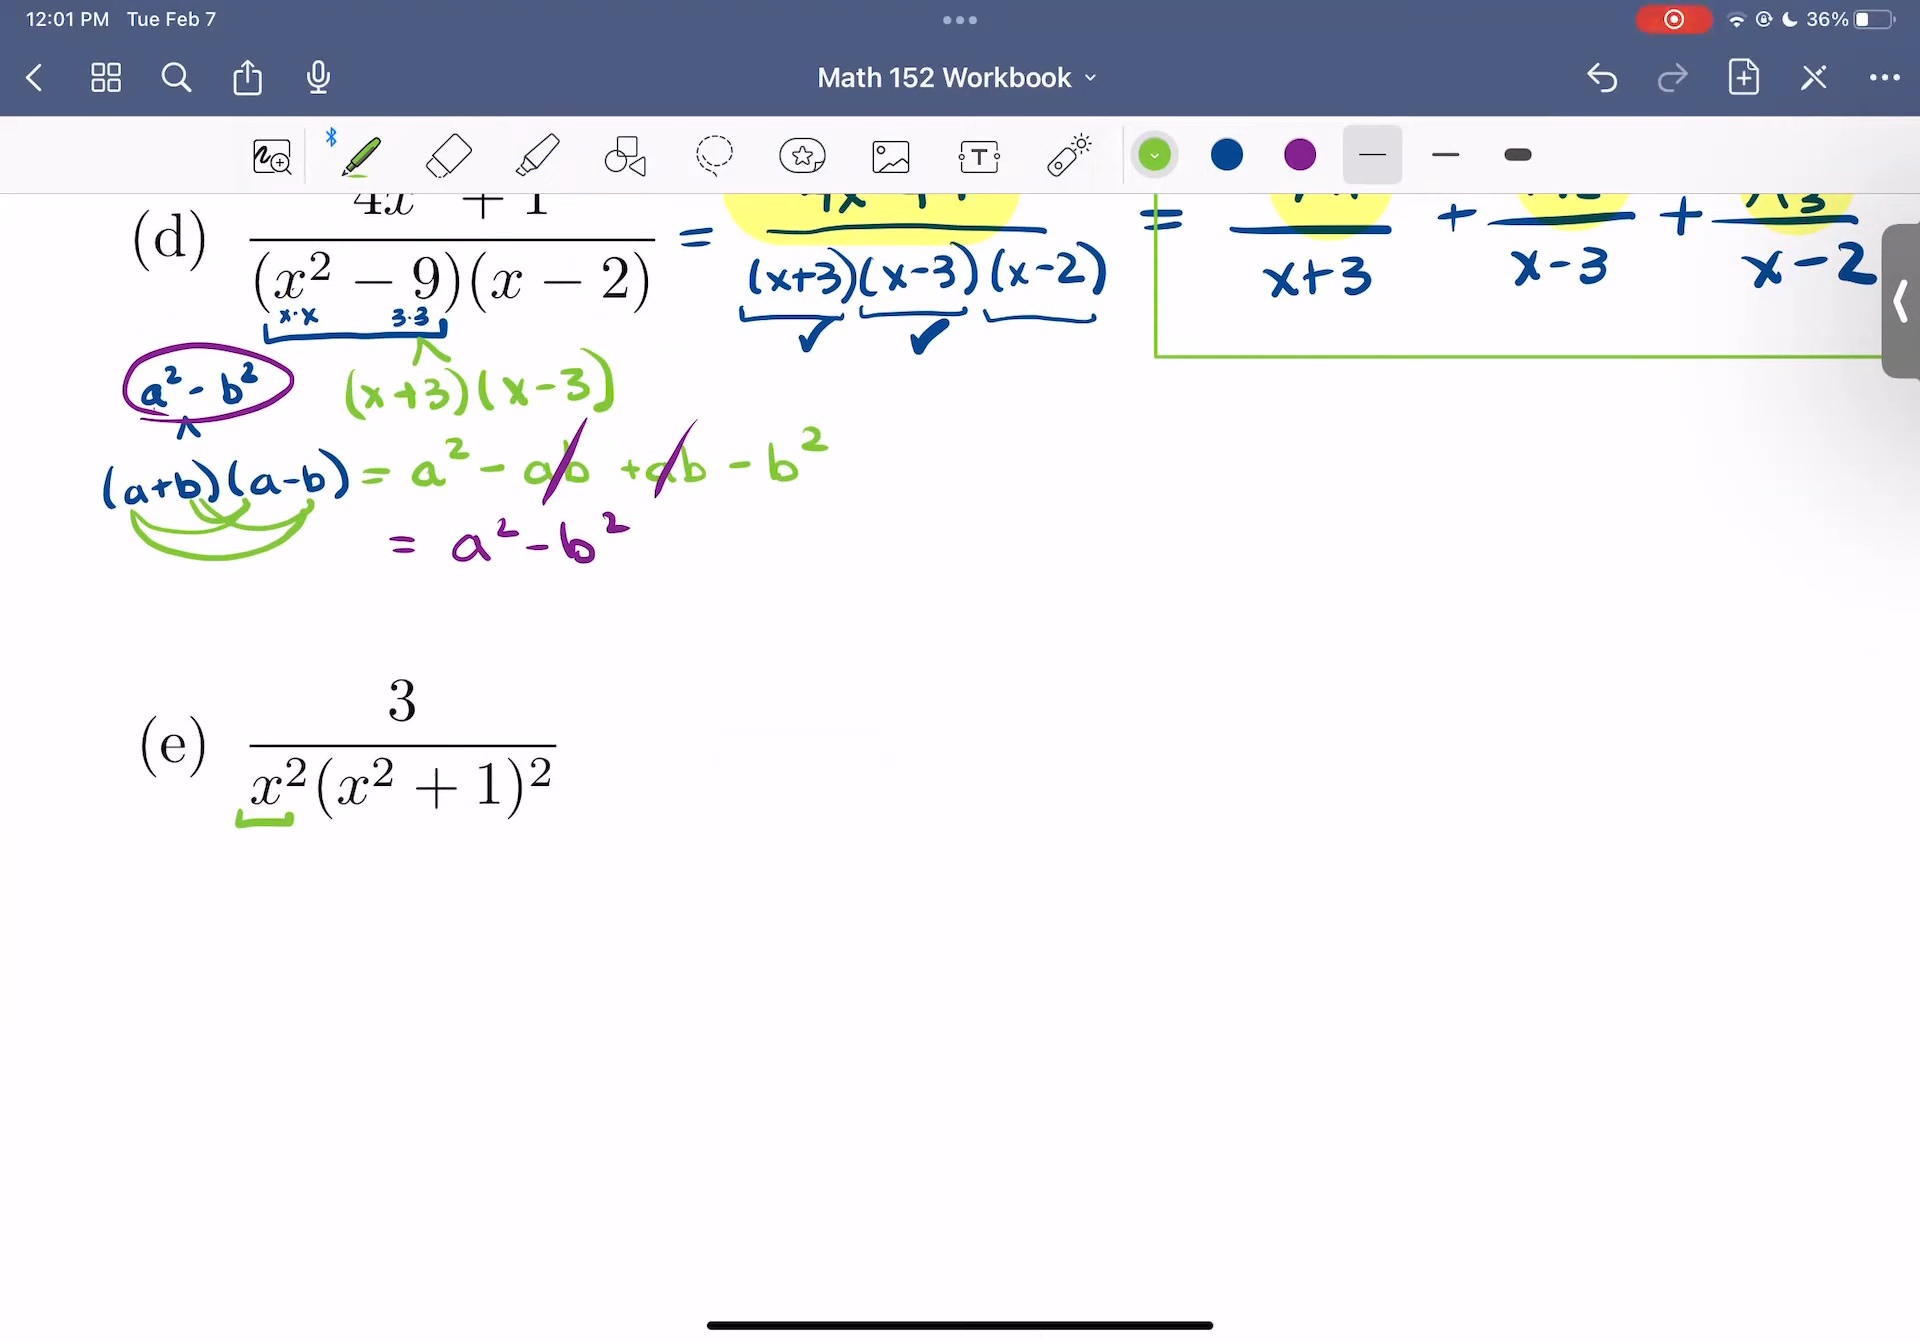 12:01 PM Tue Feb 7
36%
Math 152 Workbook
T
(d) 4x + 1 / (x² − 9)(x − 2) = / (x+3)(x-3)(x-2) = / x+3 + / x-3 + / x-2
x·x 3·3
a² - b² (x+3)(x-3)
(a+b)(a-b) = a² - ab + ab - b²
= a² - b²
(e) 3 / x²(x² + 1)²